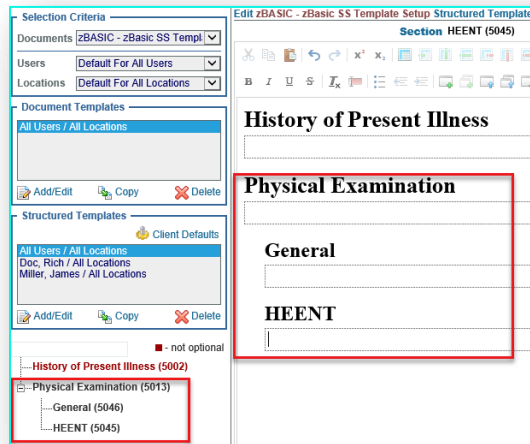 Selection Criteria
Documents zBASIC - zBasic SS Templ
Users Default For All Users
Locations Default For All Locations
Document Templates
All Users / All Locations
Add/Edit Copy Delete
Structured Templates
Client Defaults
All Users / All Locations
Doc, Rich / All Locations
Miller, James / All Locations
Add/Edit Copy Delete
- not optional
History of Present Illness (5002)
Physical Examination (5013)
General (5046)
HEENT (5045)
Edit zBASIC - zBasic SS Template Setup Structured Template
Section HEENT (5045)
B I U S Ix
History of Present Illness
Physical Examination
General
HEENT